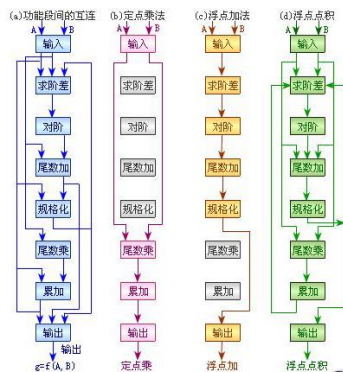 (a)功能段间的互连 (b)定点乘法 (c)浮点加法 (d)浮点点积
A B A B A B A B
输入 输入 输入 输入
求阶差 求阶差 求阶差 求阶差
对阶 对阶 对阶 对阶
尾数加 尾数加 尾数加 尾数加
规格化 规格化 规格化 规格化
尾数乘 尾数乘 尾数乘 尾数乘
累加 累加 累加 累加
输出 输出 输出 输出
输出
g=f(A,B) 定点乘 浮点加 浮点点积